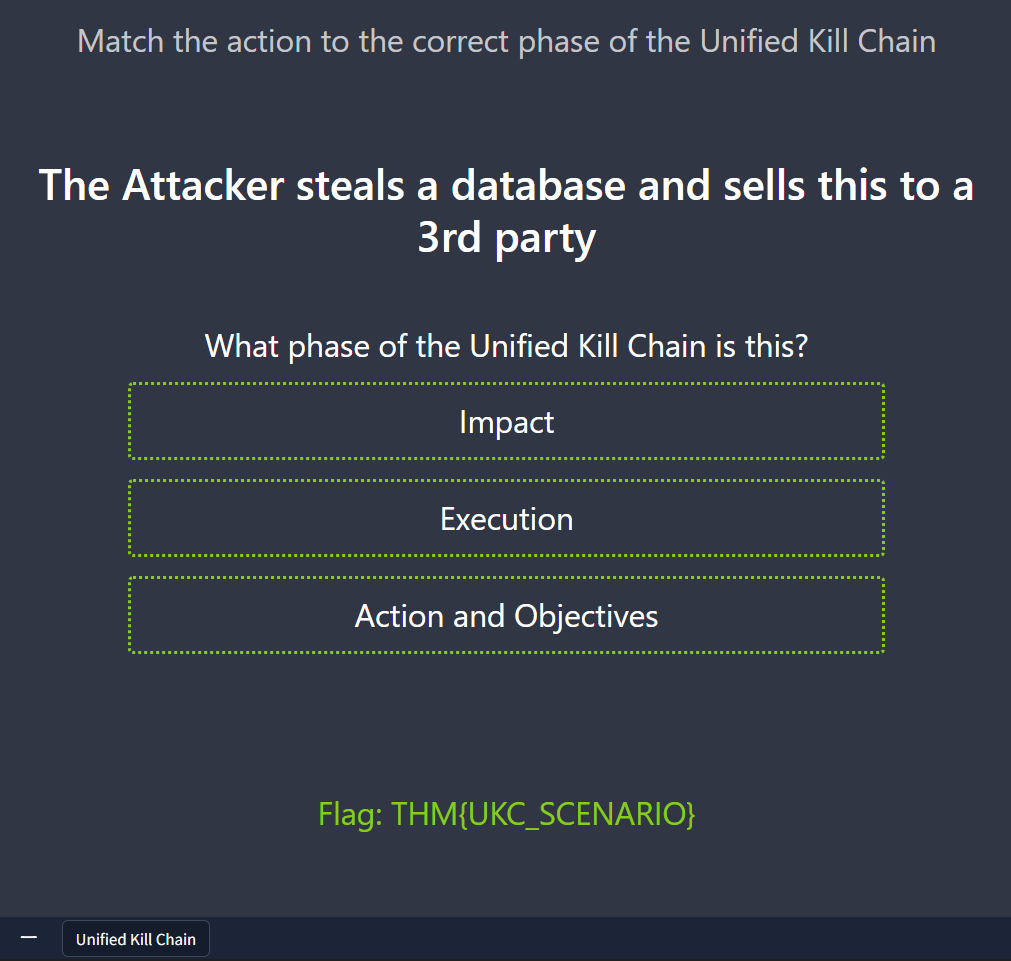 Match the action to the correct phase of the Unified Kill Chain
The Attacker steals a database and sells this to a
3rd party
What phase of the Unified Kill Chain is this?
Impact
Execution
Action and Objectives
Flag: THM{UKC_SCENARIO}
Unified Kill Chain